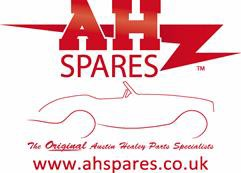 AH
SPARES
TM
The Original Austin Healey Parts Specialists
www.ahspares.co.uk